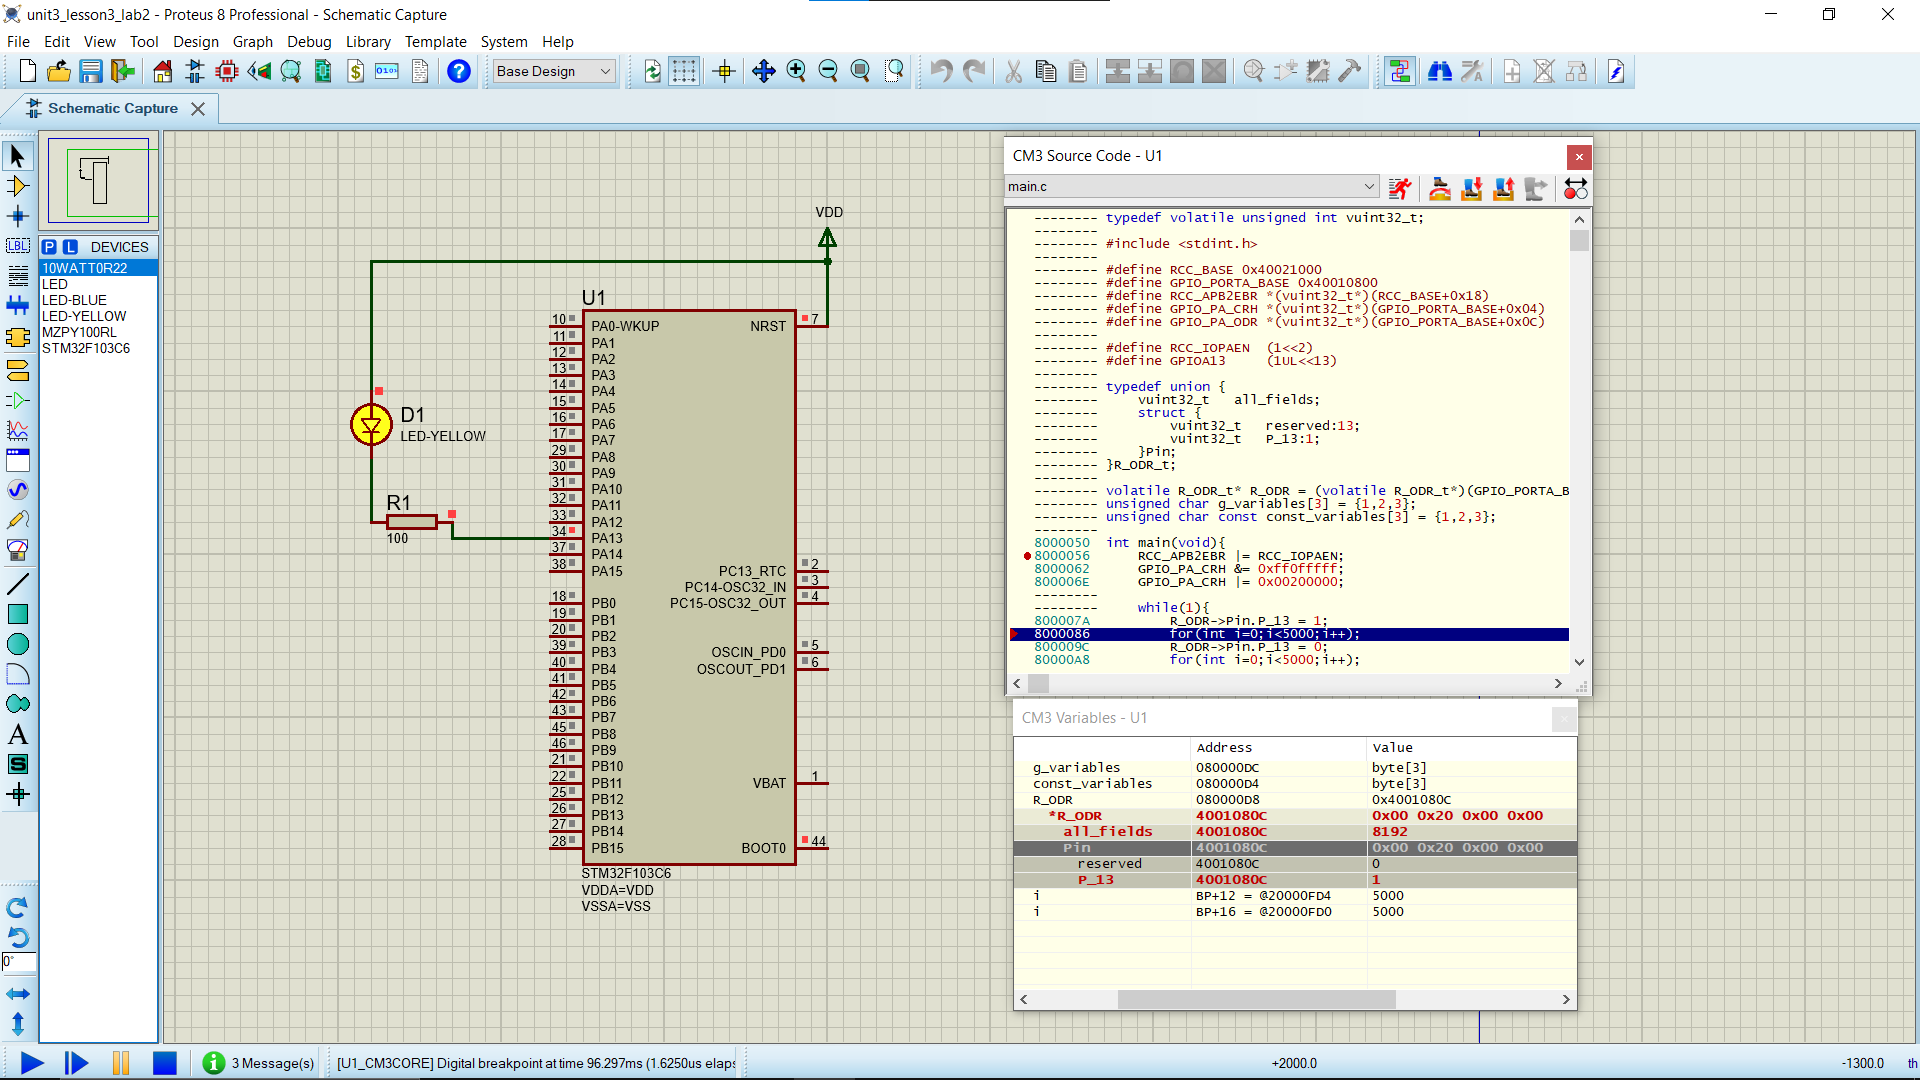 unit3_lesson3_lab2 - Proteus 8 Professional - Schematic Capture
File Edit View Tool Design Graph Debug Library Template System Help
Base Design
Schematic Capture
P L DEVICES
10WATT0R22
LED
LED-BLUE
LED-YELLOW
MZPY100RL
STM32F103C6
LBL
A
S
0°
VDD
D1
LED-YELLOW
R1
100
U1
10 PA0-WKUP
11 PA1
12 PA2
13 PA3
14 PA4
15 PA5
16 PA6
17 PA7
29 PA8
30 PA9
31 PA10
32 PA11
33 PA12
34 PA13
37 PA14
38 PA15
18 PB0
19 PB1
20 PB2
39 PB3
40 PB4
41 PB5
42 PB6
43 PB7
45 PB8
46 PB9
21 PB10
22 PB11
25 PB12
26 PB13
27 PB14
28 PB15
NRST 7
PC13_RTC 2
PC14-OSC32_IN 3
PC15-OSC32_OUT 4
OSCIN_PD0 5
OSCOUT_PD1 6
VBAT 1
BOOT0 44
STM32F103C6
VDDA=VDD
VSSA=VSS
CM3 Source Code - U1
main.c
-------- typedef volatile unsigned int vuint32_t;
--------
-------- #include <stdint.h>
--------
-------- #define RCC_BASE 0x40021000
-------- #define GPIO_PORTA_BASE 0x40010800
-------- #define RCC_APB2EBR *(vuint32_t*)(RCC_BASE+0x18)
-------- #define GPIO_PA_CRH *(vuint32_t*)(GPIO_PORTA_BASE+0x04)
-------- #define GPIO_PA_ODR *(vuint32_t*)(GPIO_PORTA_BASE+0x0C)
--------
-------- #define RCC_IOPAEN (1<<2)
-------- #define GPIOA13 (1UL<<13)
--------
-------- typedef union {
-------- vuint32_t all_fields;
-------- struct {
-------- vuint32_t reserved:13;
-------- vuint32_t P_13:1;
-------- }Pin;
-------- }R_ODR_t;
--------
-------- volatile R_ODR_t* R_ODR = (volatile R_ODR_t*)(GPIO_PORTA_B
-------- unsigned char g_variables[3] = {1,2,3};
-------- unsigned char const const_variables[3] = {1,2,3};
--------
8000050 int main(void){
8000056 RCC_APB2EBR |= RCC_IOPAEN;
8000062 GPIO_PA_CRH &= 0xff0fffff;
800006E GPIO_PA_CRH |= 0x00200000;
--------
-------- while(1){
800007A R_ODR->Pin.P_13 = 1;
8000086 for(int i=0;i<5000;i++);
800009C R_ODR->Pin.P_13 = 0;
80000A8 for(int i=0;i<5000;i++);
CM3 Variables - U1
Address Value
g_variables 080000DC byte[3]
const_variables 080000D4 byte[3]
R_ODR 080000D8 0x4001080C
*R_ODR 4001080C 0x00 0x20 0x00 0x00
all_fields 4001080C 8192
Pin 4001080C 0x00 0x20 0x00 0x00
reserved 4001080C 0
P_13 4001080C 1
i BP+12 = @20000FD4 5000
i BP+16 = @20000FD0 5000
3 Message(s) [U1_CM3CORE] Digital breakpoint at time 96.297ms (1.6250us elaps +2000.0 -1300.0 th